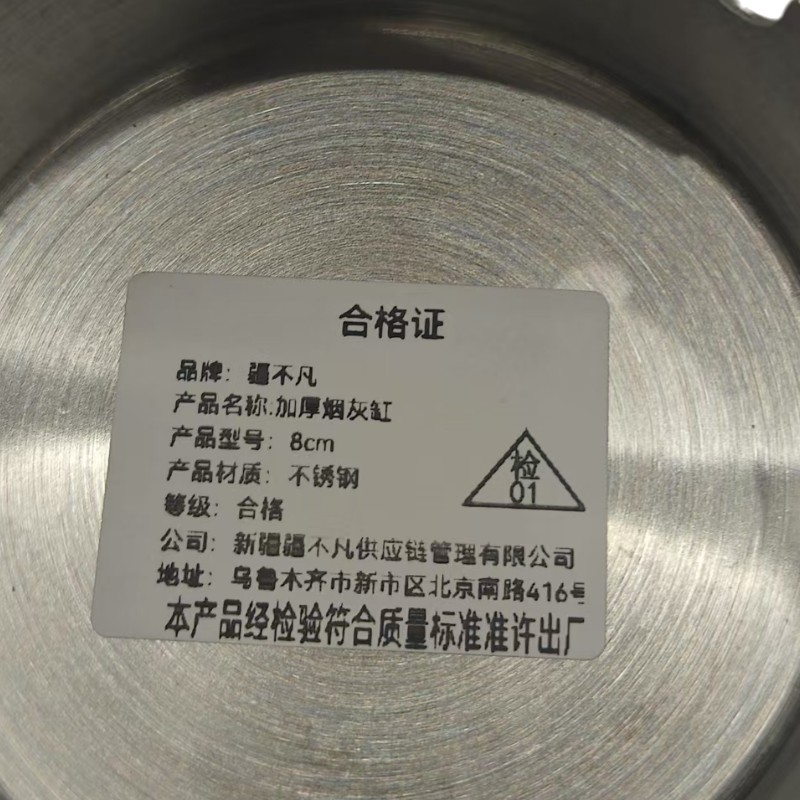 合格证
品牌: 疆不凡
产品名称:加厚烟灰缸
产品型号: 8cm
产品材质: 不锈钢
等级: 合格
检
01
公司: 新疆疆不凡供应链管理有限公司
地址: 乌鲁木齐市新市区北京南路416号
本产品经检验符合质量标准准许出厂